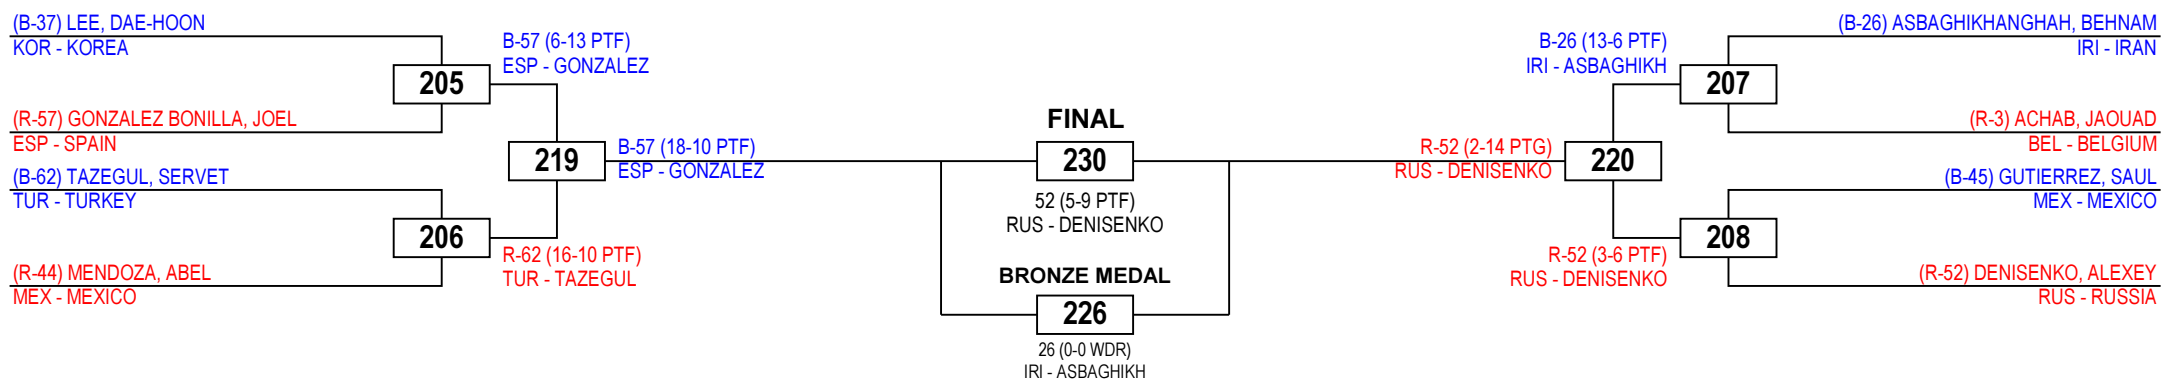 (B-37) LEE, DAE-HOON
KOR - KOREA
205
(R-57) GONZALEZ BONILLA, JOEL
ESP - SPAIN
(B-62) TAZEGUL, SERVET
TUR - TURKEY
206
(R-44) MENDOZA, ABEL
MEX - MEXICO
B-57 (6-13 PTF)
ESP - GONZALEZ
219
R-62 (16-10 PTF)
TUR - TAZEGUL
B-57 (18-10 PTF)
ESP - GONZALEZ
FINAL
230
52 (5-9 PTF)
RUS - DENISENKO
BRONZE MEDAL
226
26 (0-0 WDR)
IRI - ASBAGHIKH
R-52 (2-14 PTG)
RUS - DENISENKO
220
B-26 (13-6 PTF)
IRI - ASBAGHIKH
R-52 (3-6 PTF)
RUS - DENISENKO
(B-26) ASBAGHIKHANGHAH, BEHNAM
IRI - IRAN
207
(R-3) ACHAB, JAOUAD
BEL - BELGIUM
(B-45) GUTIERREZ, SAUL
MEX - MEXICO
208
(R-52) DENISENKO, ALEXEY
RUS - RUSSIA